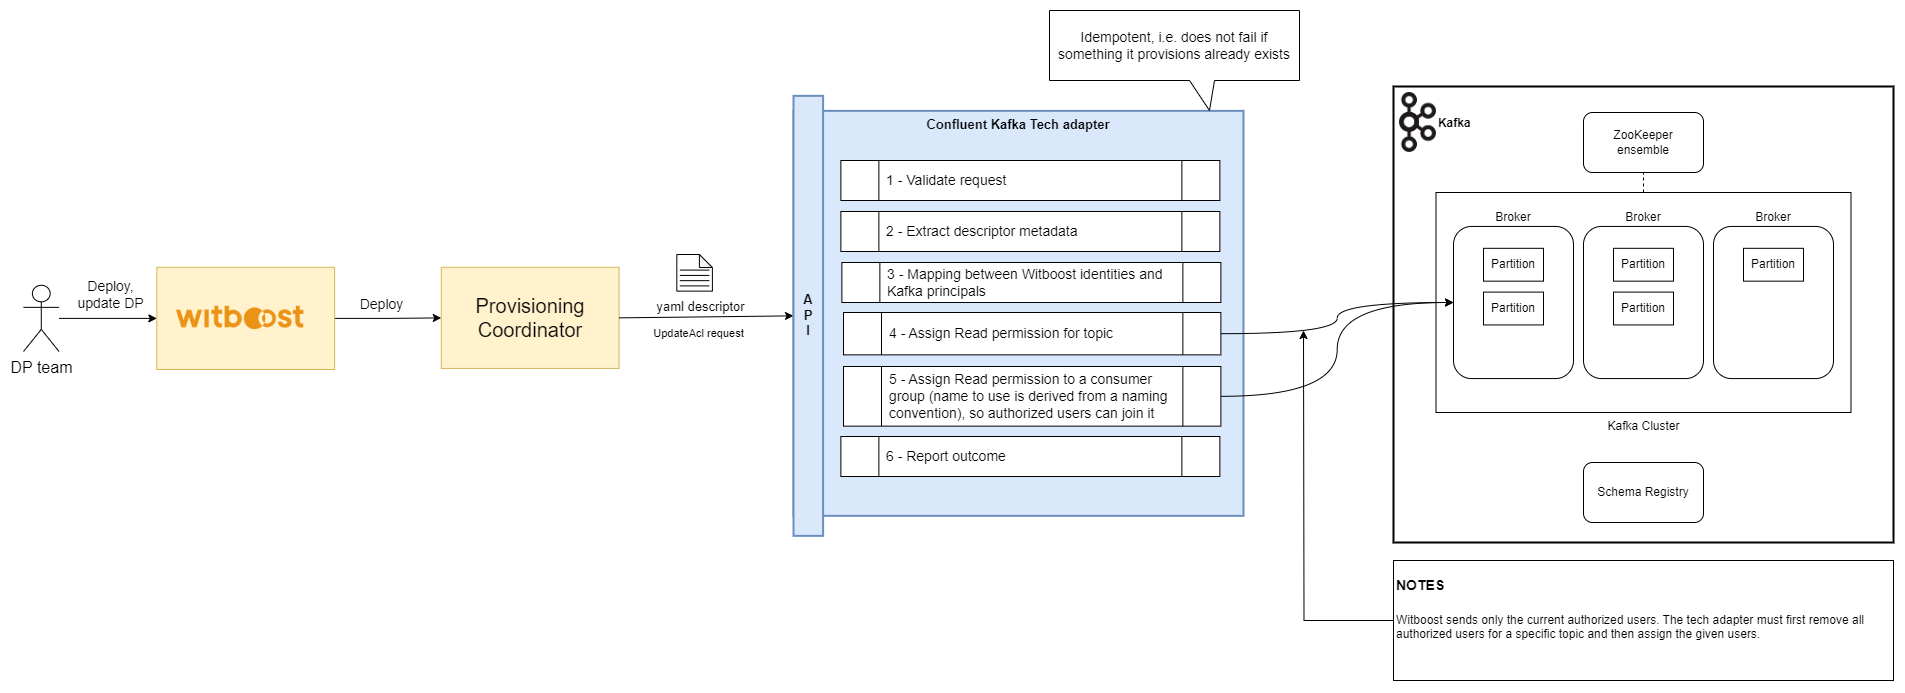 Idempotent, i.e. does not fail if
something it provisions already exists
Deploy,
update DP
DP team
witboost
Deploy
Provisioning
Coordinator
yaml descriptor
UpdateAcl request
A
P
I
Confluent Kafka Tech adapter
1 - Validate request
2 - Extract descriptor metadata
3 - Mapping between Witboost identities and
Kafka principals
4 - Assign Read permission for topic
5 - Assign Read permission to a consumer
group (name to use is derived from a naming
convention), so authorized users can join it
6 - Report outcome
Kafka
ZooKeeper
ensemble
Broker
Broker
Broker
Partition
Partition
Partition
Partition
Partition
Kafka Cluster
Schema Registry
NOTES
Witboost sends only the current authorized users. The tech adapter must first remove all
authorized users for a specific topic and then assign the given users.